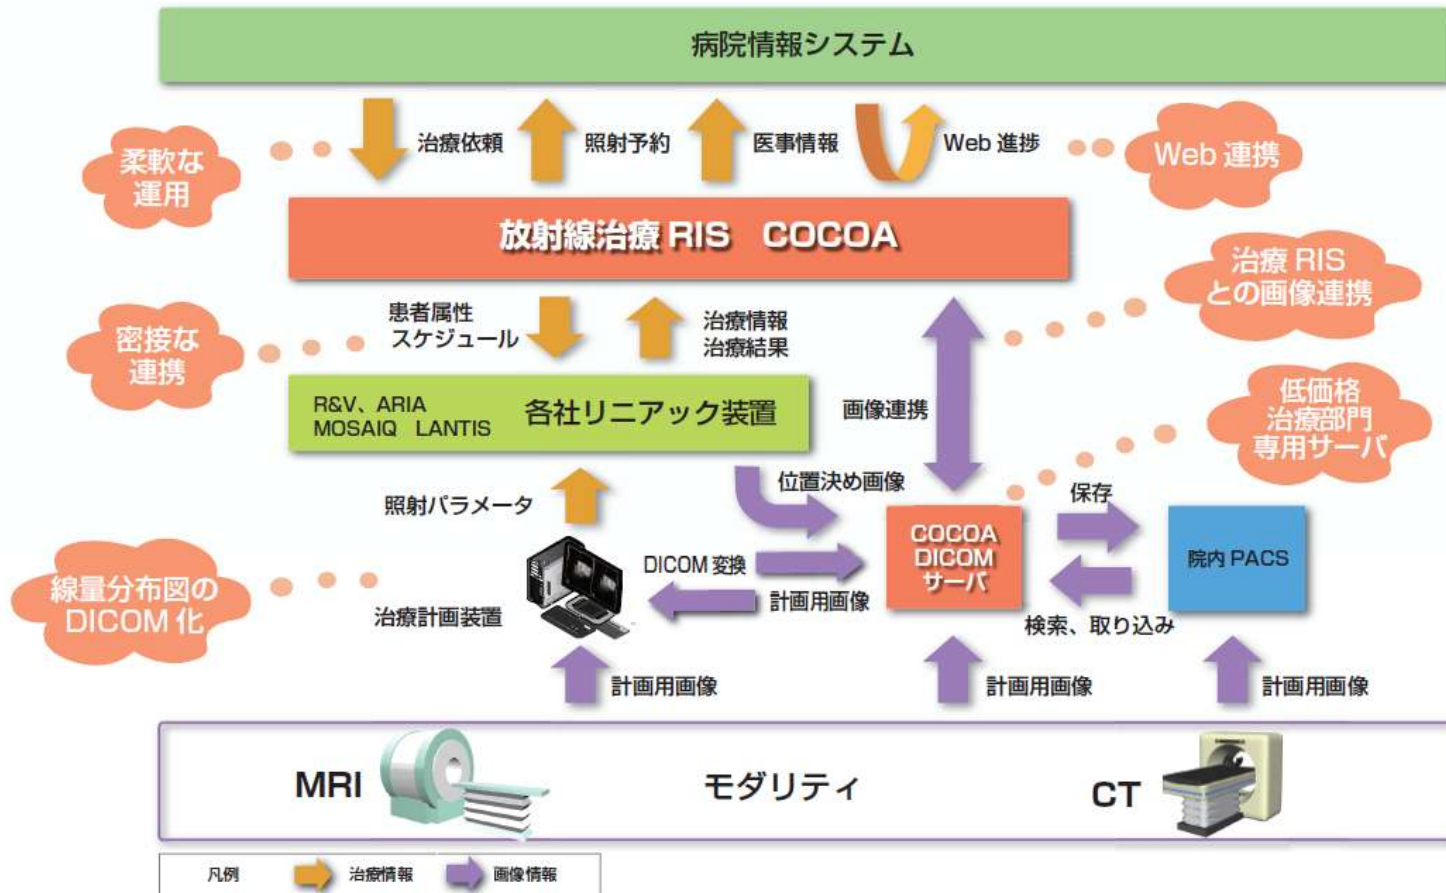 病院情報システム
治療依頼
照射予約
医事情報
Web 進捗
柔軟な
運用
Web 連携
放射線治療 RIS　COCOA
治療 RIS
との画像連携
患者属性
スケジュール
治療情報
治療結果
密接な
連携
R&V、ARIA
MOSAIQ　LANTIS
各社リニアック装置
画像連携
低価格
治療部門
専用サーバ
照射パラメータ
位置決め画像
保存
COCOA
DICOM
サーバ
院内 PACS
DICOM 変換
計画用画像
検索、取り込み
線量分布図の
DICOM 化
治療計画装置
計画用画像
計画用画像
計画用画像
MRI
モダリティ
CT
凡例
治療情報
画像情報